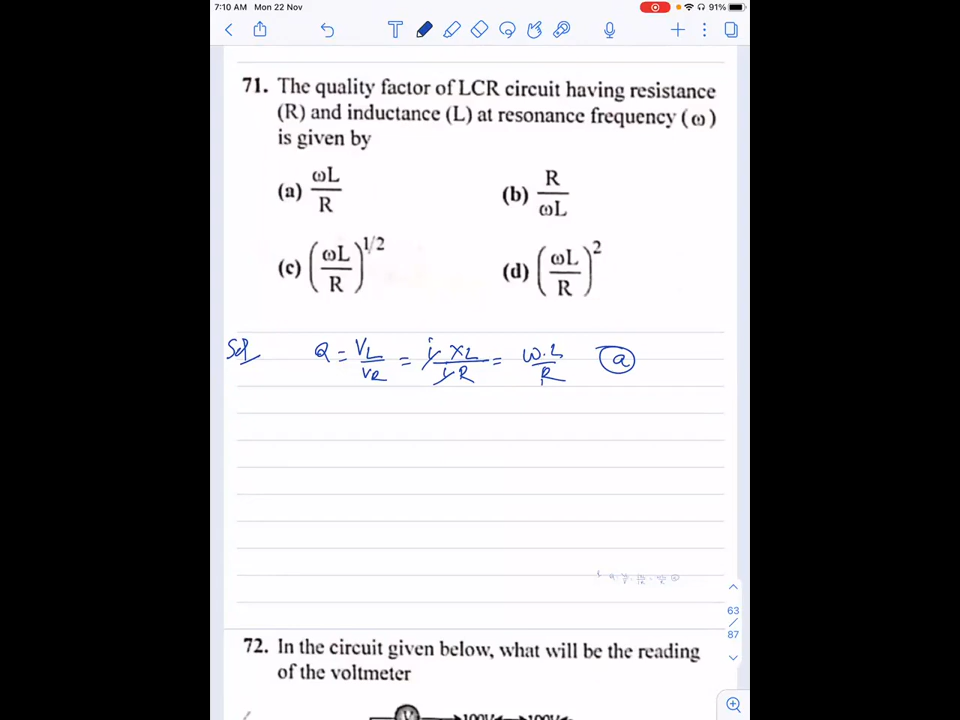 7:10 AM Mon 22 Nov 91%
71. The quality factor of LCR circuit having resistance
(R) and inductance (L) at resonance frequency (ω)
is given by
(a) ωL/R (b) R/ωL
(c) (ωL/R)^1/2 (d) (ωL/R)^2
Sol Q = VL/VR = i XL/i R = ω.L/R (a)
63
/
87
72. In the circuit given below, what will be the reading
of the voltmeter
V 100V 100V